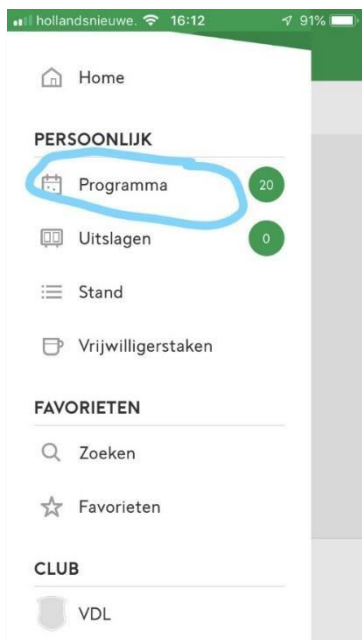 hollandsnieuwe. 16:12 91%
Home
PERSOONLIJK
Programma 20
Uitslagen 0
Stand
Vrijwilligerstaken
FAVORIETEN
Zoeken
Favorieten
CLUB
VDL